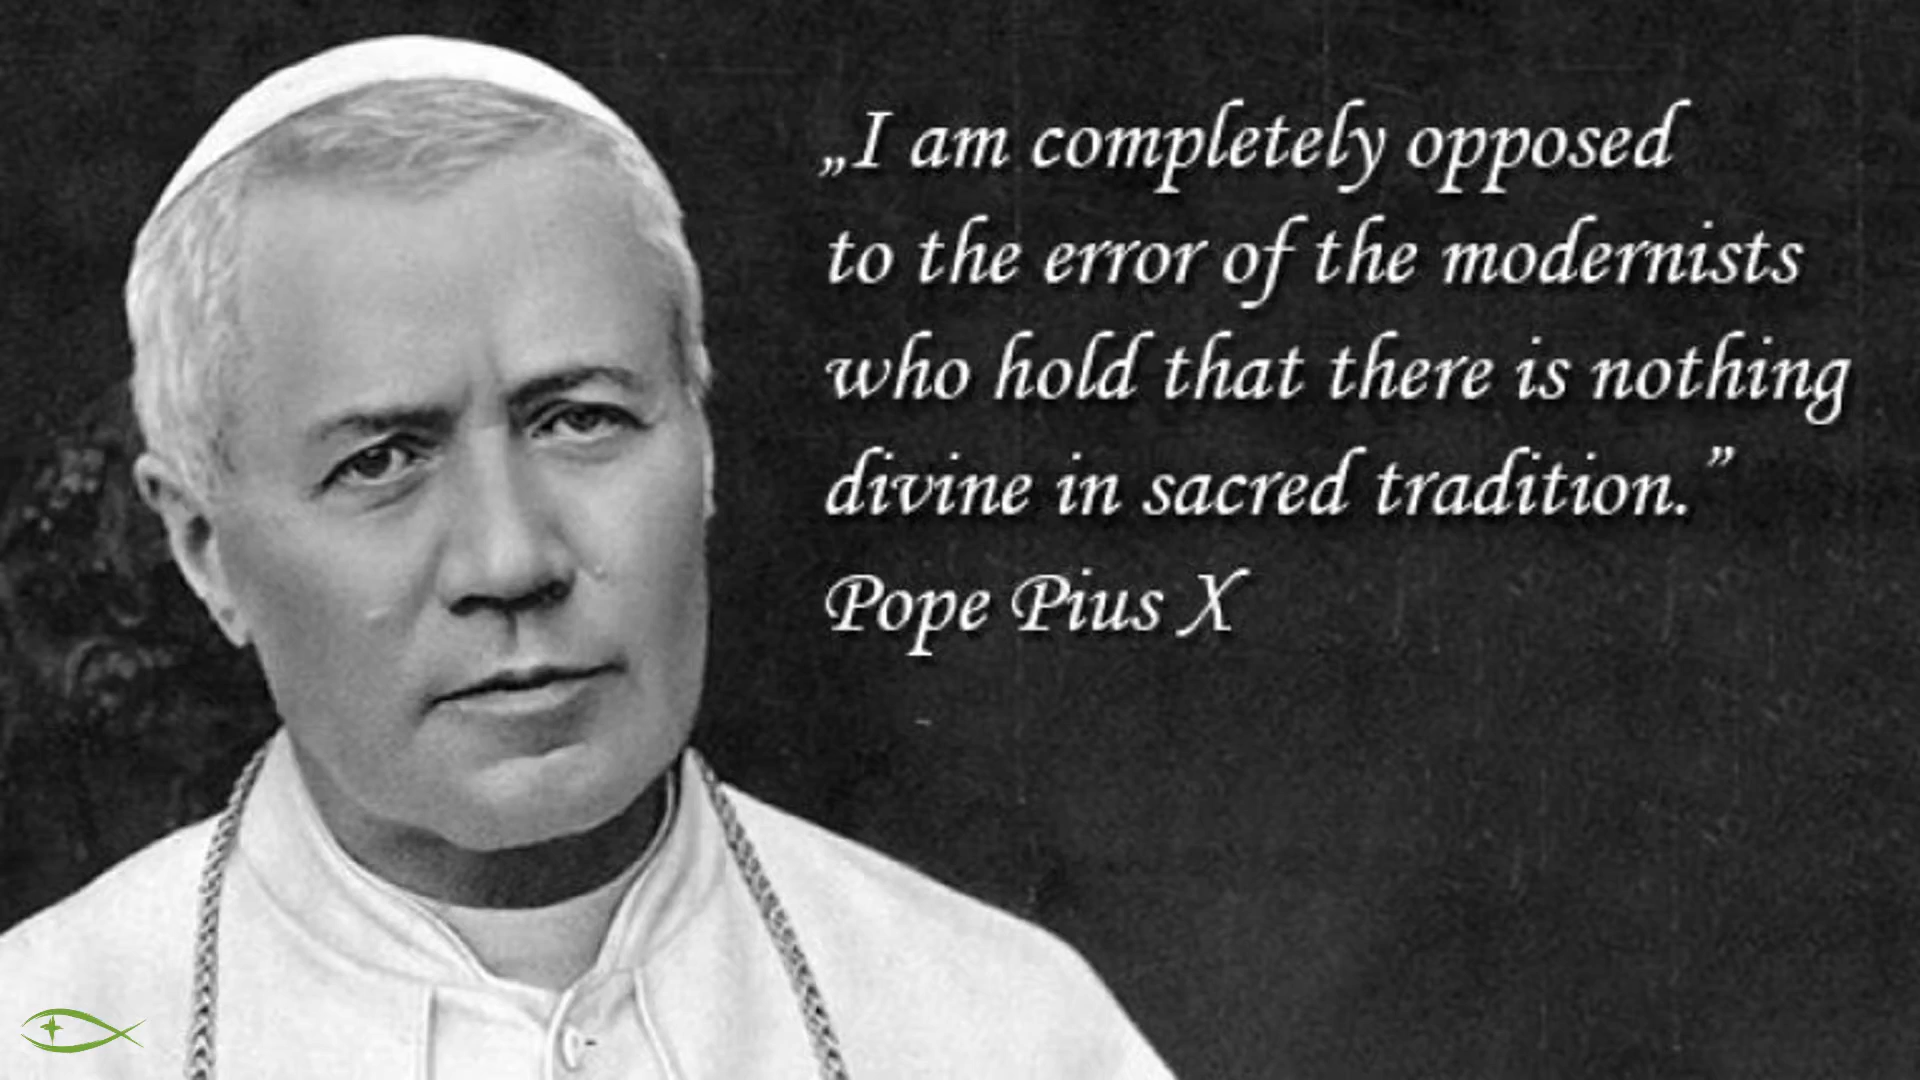 „I am completely opposed
to the error of the modernists
who hold that there is nothing
divine in sacred tradition.”
Pope Pius X